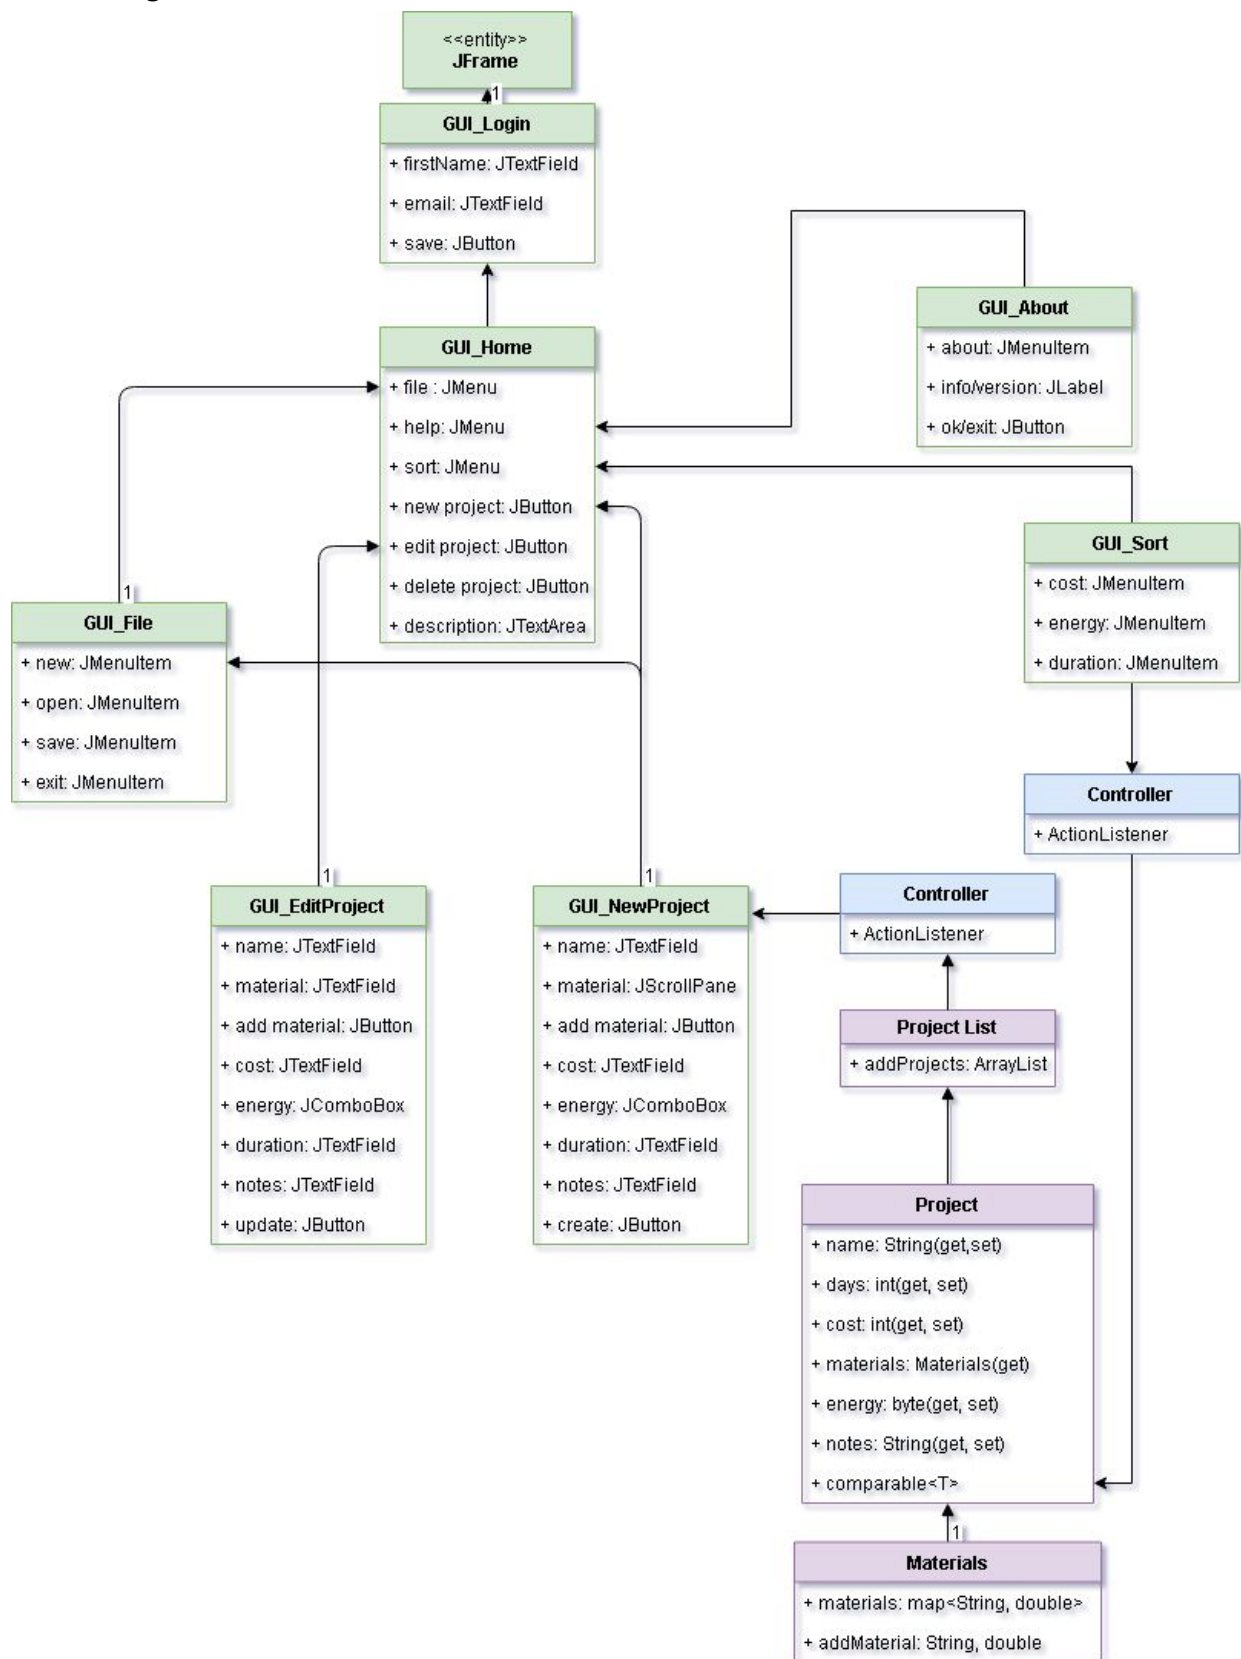 <<entity>>
JFrame
1
GUI_Login
+ firstName: JTextField
+ email: JTextField
+ save: JButton
GUI_About
+ about: JMenuItem
+ info/version: JLabel
+ ok/exit: JButton
GUI_Home
+ file : JMenu
+ help: JMenu
+ sort: JMenu
+ new project: JButton
+ edit project: JButton
+ delete project: JButton
+ description: JTextArea
GUI_Sort
+ cost: JMenuItem
+ energy: JMenuItem
+ duration: JMenuItem
1
GUI_File
+ new: JMenuItem
+ open: JMenuItem
+ save: JMenuItem
+ exit: JMenuItem
Controller
+ ActionListener
1
GUI_EditProject
+ name: JTextField
+ material: JTextField
+ add material: JButton
+ cost: JTextField
+ energy: JComboBox
+ duration: JTextField
+ notes: JTextField
+ update: JButton
1
GUI_NewProject
+ name: JTextField
+ material: JScrollPane
+ add material: JButton
+ cost: JTextField
+ energy: JComboBox
+ duration: JTextField
+ notes: JTextField
+ create: JButton
Controller
+ ActionListener
Project List
+ addProjects: ArrayList
Project
+ name: String(get,set)
+ days: int(get, set)
+ cost: int(get, set)
+ materials: Materials(get)
+ energy: byte(get, set)
+ notes: String(get, set)
+ comparable<T>
1
Materials
+ materials: map<String, double>
+ addMaterial: String, double